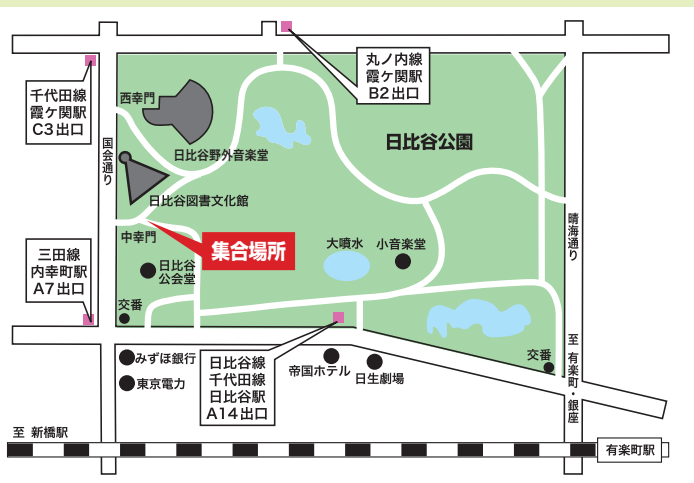 丸ノ内線
霞ケ関駅
B2出口
千代田線
霞ケ関駅
C3出口
西幸門
日比谷公園
国会通り
日比谷野外音楽堂
日比谷図書文化館
中幸門
集合場所
大噴水
小音楽堂
晴海通り
三田線
内幸町駅
A7出口
日比谷
公会堂
交番
みずほ銀行
東京電力
日比谷線
千代田線
日比谷駅
A14出口
帝国ホテル
日生劇場
交番
至 有楽町・銀座
至 新橋駅
有楽町駅